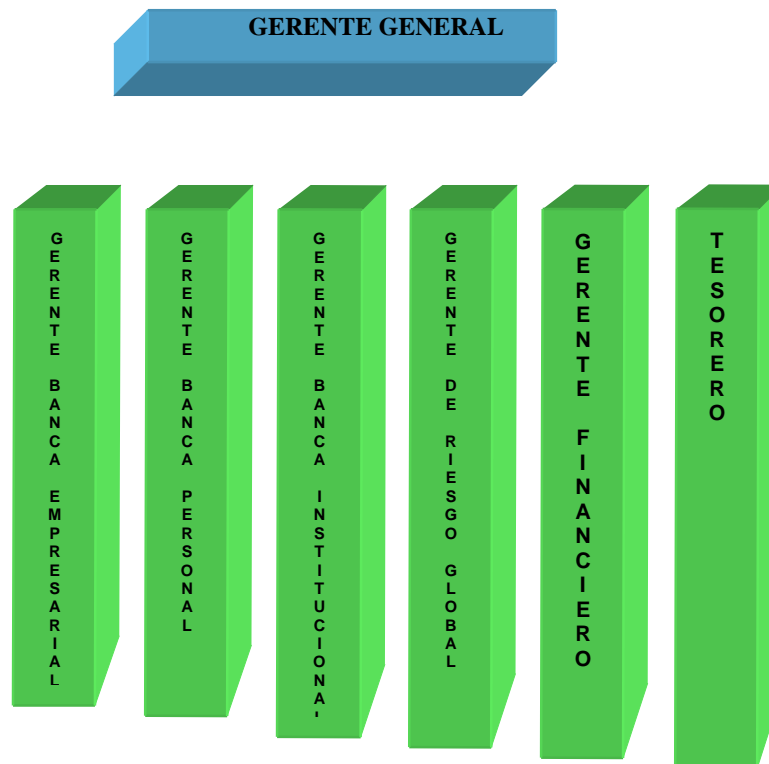 GERENTE GENERAL
GERENTE BANCA EMPRESARIAL
GERENTE BANCA PERSONAL
GERENTE BANCA INSTITUCIONAL
GERENTE DE RIESGO GLOBAL
GERENTE FINANCIERO
TESORERO